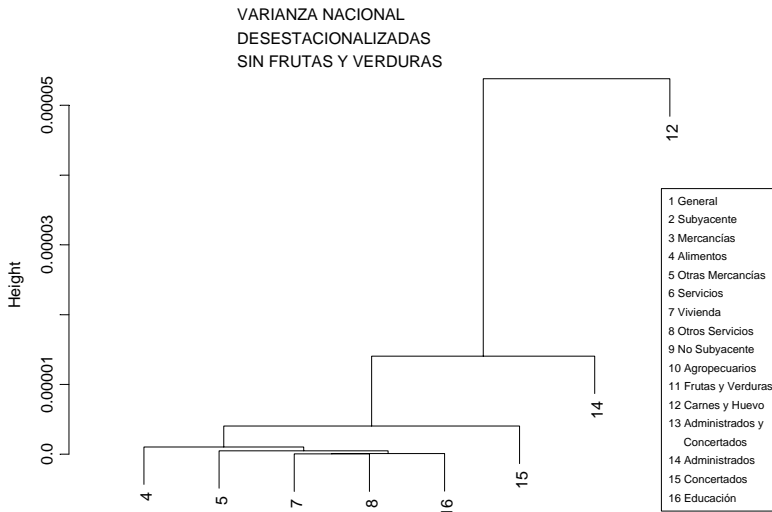 VARIANZA NACIONAL
DESESTACIONALIZADAS
SIN FRUTAS Y VERDURAS
Height
0.00005
0.00003
0.00001
0.0
12
14
15
4
5
7
8
16
1 General
2 Subyacente
3 Mercancías
4 Alimentos
5 Otras Mercancías
6 Servicios
7 Vivienda
8 Otros Servicios
9 No Subyacente
10 Agropecuarios
11 Frutas y Verduras
12 Carnes y Huevo
13 Administrados y
Concertados
14 Administrados
15 Concertados
16 Educación